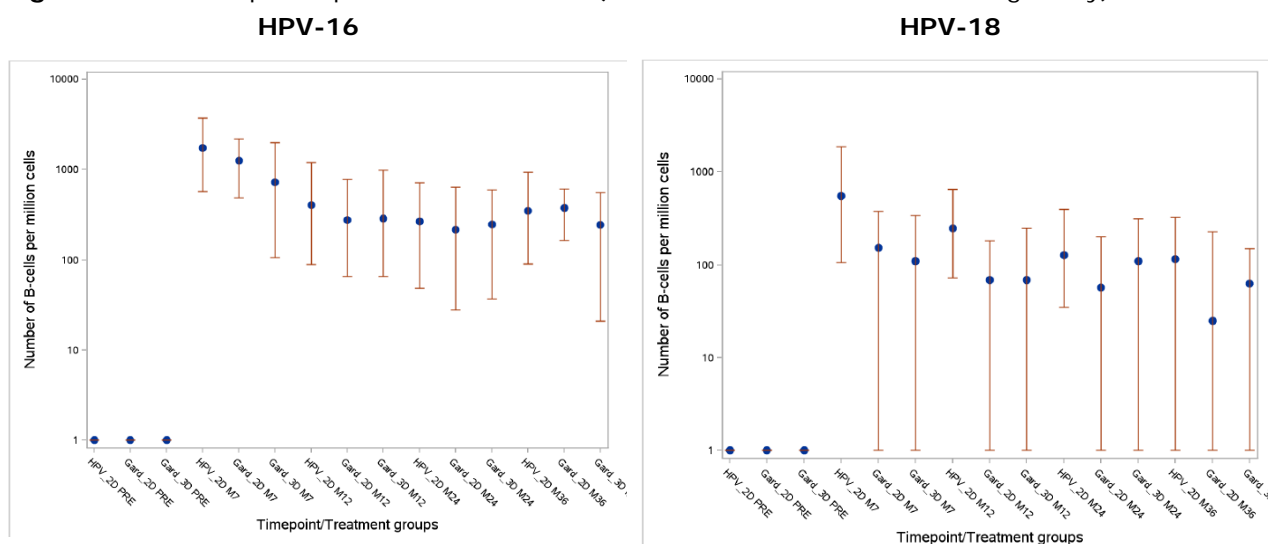 HPV-16
HPV-18
10000
1000
100
10
1
Number of B-cells per million cells
HPV_2D PRE
Gard_2D PRE
Gard_3D PRE
HPV_2D M7
Gard_2D M7
Gard_3D M7
HPV_2D M12
Gard_2D M12
Gard_3D M12
HPV_2D M24
Gard_2D M24
Gard_3D M24
HPV_2D M36
Gard_2D M36
Gard_3D
Timepoint/Treatment groups
10000
1000
100
10
1
Number of B-cells per million cells
HPV_2D PRE
Gard_2D PRE
Gard_3D PRE
HPV_2D M7
Gard_2D M7
Gard_3D M7
HPV_2D M12
Gard_2D M12
Gard_3D M12
HPV_2D M24
Gard_2D M24
Gard_3D M24
HPV_2D M36
Gard_2D M36
Timepoint/Treatment groups